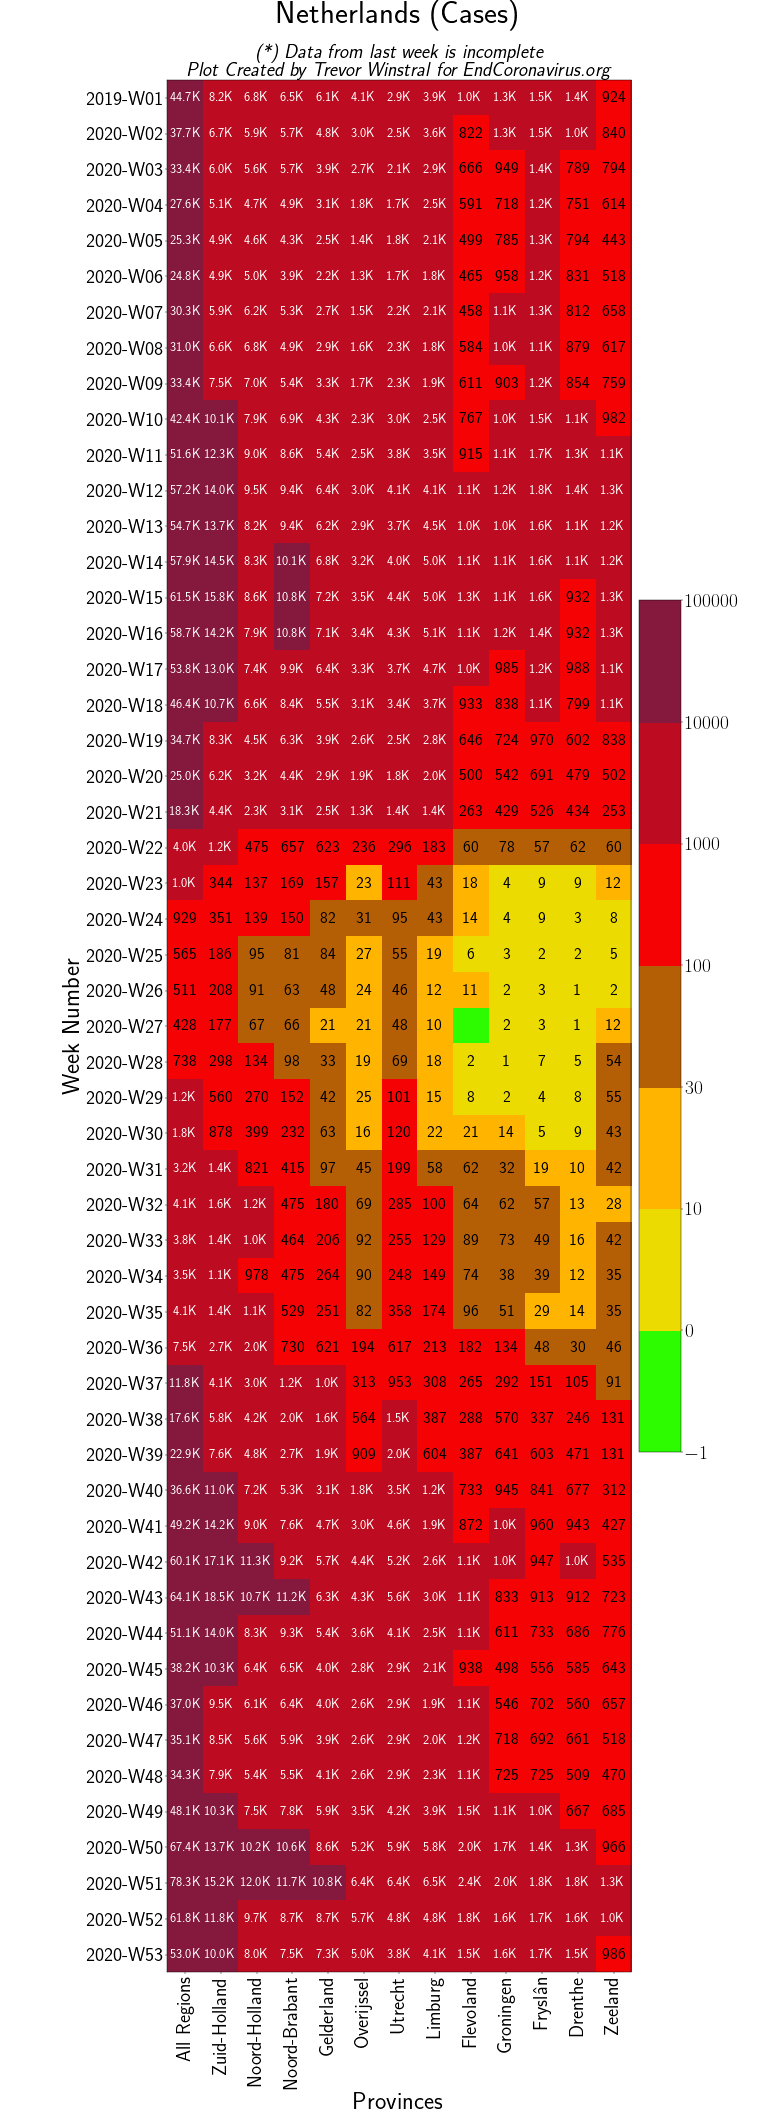 Netherlands (Cases)
(*) Data from last week is incomplete
Plot Created by Trevor Winstral for EndCoronavirus.org
2019-W01 44.7K 8.2K 6.8K 6.5K 6.1K 4.1K 2.9K 3.9K 1.0K 1.3K 1.5K 1.4K 924
2020-W02 37.7K 6.7K 5.9K 5.7K 4.8K 3.0K 2.5K 3.6K 822 1.3K 1.5K 1.0K 840
2020-W03 33.4K 6.0K 5.6K 5.7K 3.9K 2.7K 2.1K 2.9K 666 949 1.4K 789 794
2020-W04 27.6K 5.1K 4.7K 4.9K 3.1K 1.8K 1.7K 2.5K 591 718 1.2K 751 614
2020-W05 25.3K 4.9K 4.6K 4.3K 2.5K 1.4K 1.8K 2.1K 499 785 1.3K 794 443
2020-W06 24.8K 4.9K 5.0K 3.9K 2.2K 1.3K 1.7K 1.8K 465 958 1.2K 831 518
2020-W07 30.3K 5.9K 6.2K 5.3K 2.7K 1.5K 2.2K 2.1K 458 1.1K 1.3K 812 658
2020-W08 31.0K 6.6K 6.8K 4.9K 2.9K 1.6K 2.3K 1.8K 584 1.0K 1.1K 879 617
2020-W09 33.4K 7.5K 7.0K 5.4K 3.3K 1.7K 2.3K 1.9K 611 903 1.2K 854 759
2020-W10 42.4K 10.1K 7.9K 6.9K 4.3K 2.3K 3.0K 2.5K 767 1.0K 1.5K 1.1K 982
2020-W11 51.6K 12.3K 9.0K 8.6K 5.4K 2.5K 3.8K 3.5K 915 1.1K 1.7K 1.3K 1.1K
2020-W12 57.2K 14.0K 9.5K 9.4K 6.4K 3.0K 4.1K 4.1K 1.1K 1.2K 1.8K 1.4K 1.3K
2020-W13 54.7K 13.7K 8.2K 9.4K 6.2K 2.9K 3.7K 4.5K 1.0K 1.0K 1.6K 1.1K 1.2K
2020-W14 57.9K 14.5K 8.3K 10.1K 6.8K 3.2K 4.0K 5.0K 1.1K 1.1K 1.6K 1.1K 1.2K
2020-W15 61.5K 15.8K 8.6K 10.8K 7.2K 3.5K 4.4K 5.0K 1.3K 1.1K 1.6K 932 1.3K
2020-W16 58.7K 14.2K 7.9K 10.8K 7.1K 3.4K 4.3K 5.1K 1.1K 1.2K 1.4K 932 1.3K
2020-W17 53.8K 13.0K 7.4K 9.9K 6.4K 3.3K 3.7K 4.7K 1.0K 985 1.2K 988 1.1K
2020-W18 46.4K 10.7K 6.6K 8.4K 5.5K 3.1K 3.4K 3.7K 933 838 1.1K 799 1.1K
2020-W19 34.7K 8.3K 4.5K 6.3K 3.9K 2.6K 2.5K 2.8K 646 724 970 602 838
2020-W20 25.0K 6.2K 3.2K 4.4K 2.9K 1.9K 1.8K 2.0K 500 542 691 479 502
2020-W21 18.3K 4.4K 2.3K 3.1K 2.5K 1.3K 1.4K 1.4K 263 429 526 434 253
2020-W22 4.0K 1.2K 475 657 623 236 296 183 60 78 57 62 60
2020-W23 1.0K 344 137 169 157 23 111 43 18 4 9 9 12
2020-W24 929 351 139 150 82 31 95 43 14 4 9 3 8
2020-W25 565 186 95 81 84 27 55 19 6 3 2 2 5
2020-W26 511 208 91 63 48 24 46 12 11 2 3 1 2
2020-W27 428 177 67 66 21 21 48 10 2 3 1 12
2020-W28 738 298 134 98 33 19 69 18 2 1 7 5 54
2020-W29 1.2K 560 270 152 42 25 101 15 8 2 4 8 55
2020-W30 1.8K 878 399 232 63 16 120 22 21 14 5 9 43
2020-W31 3.2K 1.4K 821 415 97 45 199 58 62 32 19 10 42
2020-W32 4.1K 1.6K 1.2K 475 180 69 285 100 64 62 57 13 28
2020-W33 3.8K 1.4K 1.0K 464 206 92 255 129 89 73 49 16 42
2020-W34 3.5K 1.1K 978 475 264 90 248 149 74 38 39 12 35
2020-W35 4.1K 1.4K 1.1K 529 251 82 358 174 96 51 29 14 35
2020-W36 7.5K 2.7K 2.0K 730 621 194 617 213 182 134 48 30 46
2020-W37 11.8K 4.1K 3.0K 1.2K 1.0K 313 953 308 265 292 151 105 91
2020-W38 17.6K 5.8K 4.2K 2.0K 1.6K 564 1.5K 387 288 570 337 246 131
2020-W39 22.9K 7.6K 4.8K 2.7K 1.9K 909 2.0K 604 387 641 603 471 131
2020-W40 36.6K 11.0K 7.2K 5.3K 3.1K 1.8K 3.5K 1.2K 733 945 841 677 312
2020-W41 49.2K 14.2K 9.0K 7.6K 4.7K 3.0K 4.6K 1.9K 872 1.0K 960 943 427
2020-W42 60.1K 17.1K 11.3K 9.2K 5.7K 4.4K 5.2K 2.6K 1.1K 1.0K 947 1.0K 535
2020-W43 64.1K 18.5K 10.7K 11.2K 6.3K 4.3K 5.6K 3.0K 1.1K 833 913 912 723
2020-W44 51.1K 14.0K 8.3K 9.3K 5.4K 3.6K 4.1K 2.5K 1.1K 611 733 686 776
2020-W45 38.2K 10.3K 6.4K 6.5K 4.0K 2.8K 2.9K 2.1K 938 498 556 585 643
2020-W46 37.0K 9.5K 6.1K 6.4K 4.0K 2.6K 2.9K 1.9K 1.1K 546 702 560 657
2020-W47 35.1K 8.5K 5.6K 5.9K 3.9K 2.6K 2.9K 2.0K 1.2K 718 692 661 518
2020-W48 34.3K 7.9K 5.4K 5.5K 4.1K 2.6K 2.9K 2.3K 1.1K 725 725 509 470
2020-W49 48.1K 10.3K 7.5K 7.8K 5.9K 3.5K 4.2K 3.9K 1.5K 1.1K 1.0K 667 685
2020-W50 67.4K 13.7K 10.2K 10.6K 8.6K 5.2K 5.9K 5.8K 2.0K 1.7K 1.4K 1.3K 966
2020-W51 78.3K 15.2K 12.0K 11.7K 10.8K 6.4K 6.4K 6.5K 2.4K 2.0K 1.8K 1.8K 1.3K
2020-W52 61.8K 11.8K 9.7K 8.7K 8.7K 5.7K 4.8K 4.8K 1.8K 1.6K 1.7K 1.6K 1.0K
2020-W53 53.0K 10.0K 8.0K 7.5K 7.3K 5.0K 3.8K 4.1K 1.5K 1.6K 1.7K 1.5K 986
Week Number
All Regions
Zuid-Holland
Noord-Holland
Noord-Brabant
Gelderland
Overijssel
Utrecht
Limburg
Flevoland
Groningen
Fryslân
Drenthe
Zeeland
Provinces
100000
10000
1000
100
30
10
0
−1